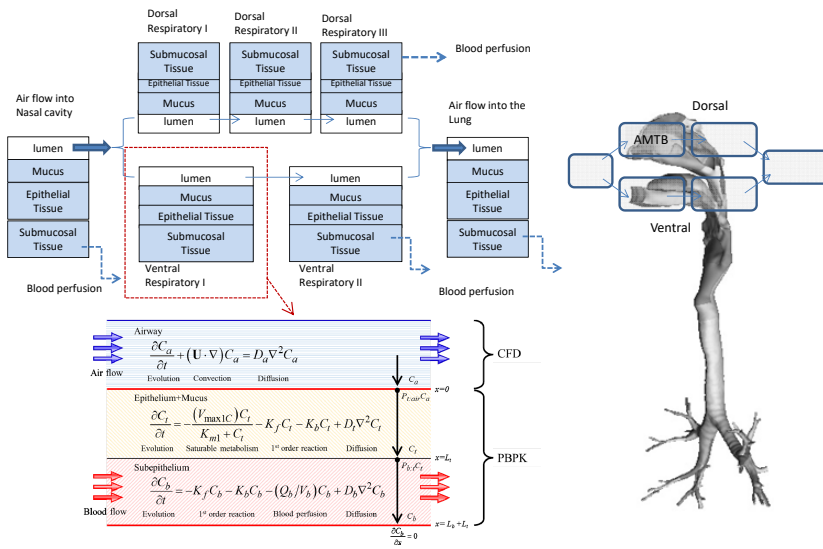 Dorsal
Respiratory I
Dorsal
Respiratory II
Dorsal
Respiratory III
Submucosal
Tissue
Epithelial Tissue
Mucus
lumen
Submucosal
Tissue
Epithelial Tissue
Mucus
lumen
Submucosal
Tissue
Epithelial Tissue
Mucus
lumen
Blood perfusion
Air flow into
Nasal cavity
lumen
Mucus
Epithelial
Tissue
Submucosal
Tissue
Blood perfusion
lumen
Mucus
Epithelial Tissue
Submucosal
Tissue
Ventral
Respiratory I
lumen
Mucus
Epithelial Tissue
Submucosal
Tissue
Ventral
Respiratory II
Air flow into the
Lung
lumen
Mucus
Epithelial
Tissue
Submucosal
Tissue
Blood perfusion
Dorsal
AMTB
Ventral
Airway
∂C_a/∂t + (U · ∇)C_a = D_a∇²C_a
Air flow
Evolution Convection Diffusion
C_a
x=0
CFD
Epithelium+Mucus
P_{t:air}C_a
∂C_t/∂t = −(V_{max1C})C_t/(K_{m1} + C_t) − K_f C_t − K_b C_t + D_t∇²C_t
Evolution Saturable metabolism 1st order reaction Diffusion
C_t
x=L_t
PBPK
Subepithelium
P_{b:t}C_t
∂C_b/∂t = −K_f C_b − K_b C_b − (Q_b/V_b)C_b + D_b∇²C_b
Blood flow
Evolution 1st order reaction Blood perfusion Diffusion
C_b
x= L_b +L_t
∂C_b/∂x = 0